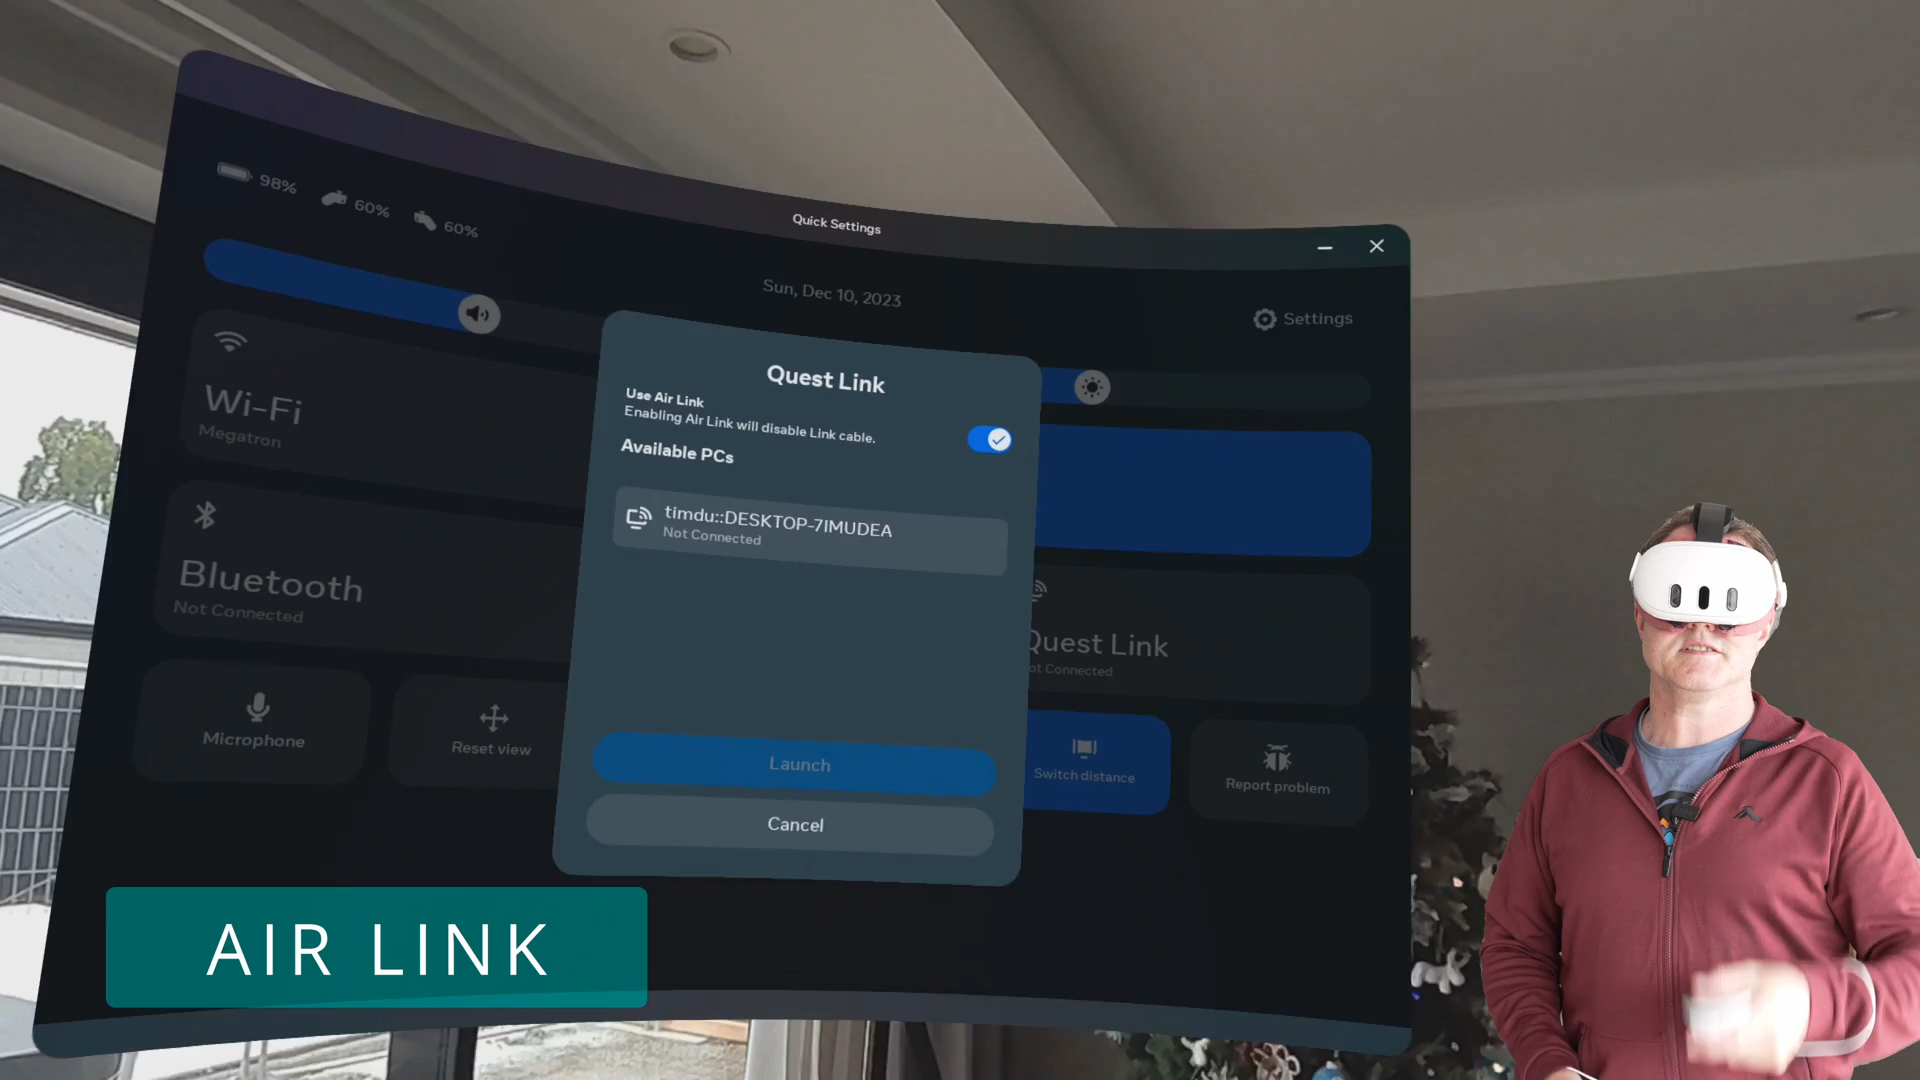 98%
60%
60%
Quick Settings
Sun, Dec 10, 2023
Settings
Wi-Fi
Megatron
Bluetooth
Not Connected
Microphone
Reset view
Quest Link
Use Air Link
Enabling Air Link will disable Link cable.
Available PCs
timdu::DESKTOP-7IMUDEA
Not Connected
Launch
Cancel
Quest Link
ot Connected
Switch distance
Report problem
AIR LINK